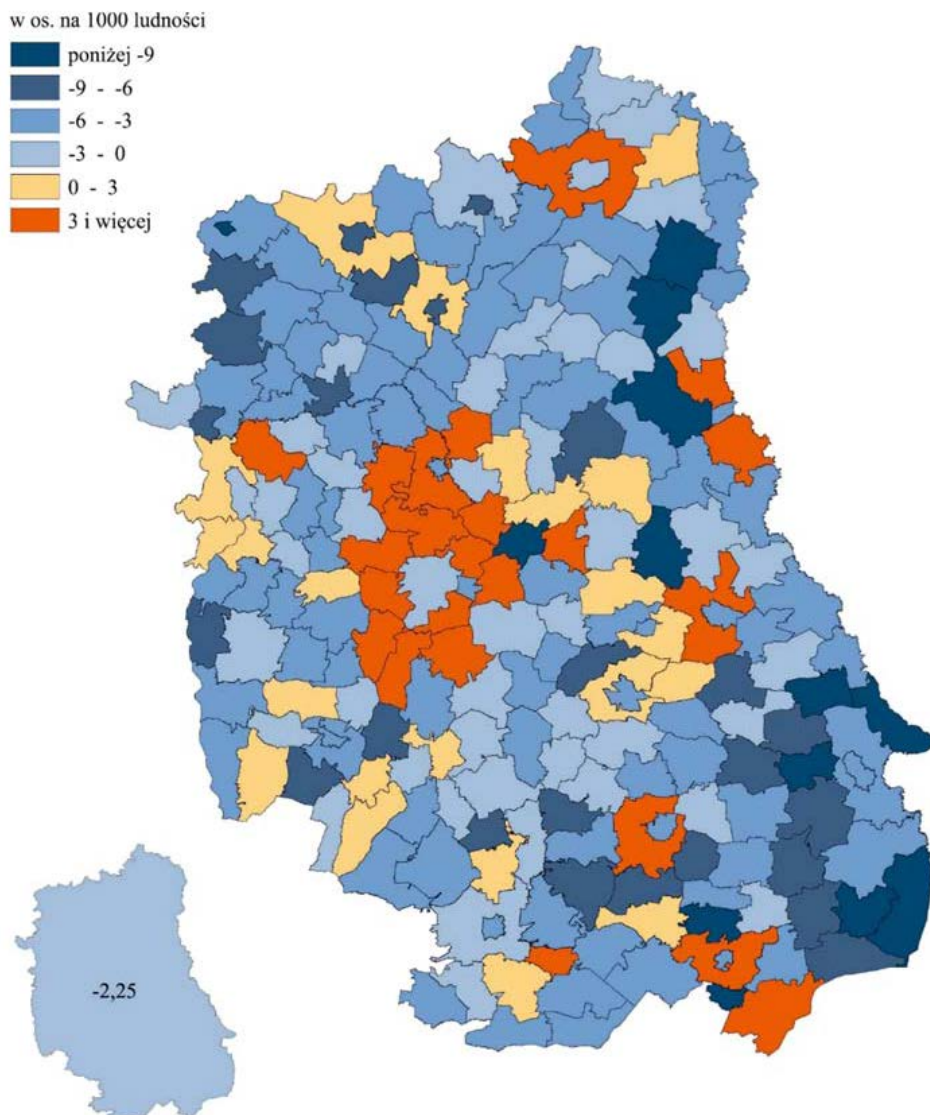 w os. na 1000 ludności
poniżej -9
-9 - -6
-6 - -3
-3 - 0
0 - 3
3 i więcej
-2,25